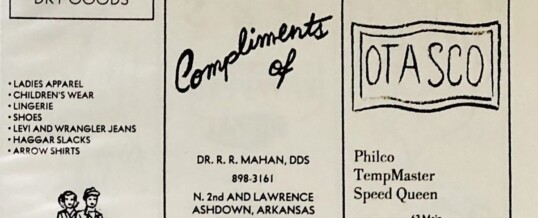 DRY GOODS
• LADIES APPAREL
• CHILDREN'S WEAR
• LINGERIE
• SHOES
• LEVI AND WRANGLER JEANS
• HAGGAR SLACKS
• ARROW SHIRTS
Compliments
of
DR. R. R. MAHAN, DDS
898-3161
N. 2nd AND LAWRENCE
ASHDOWN, ARKANSAS
OTASCO
Philco
TempMaster
Speed Queen